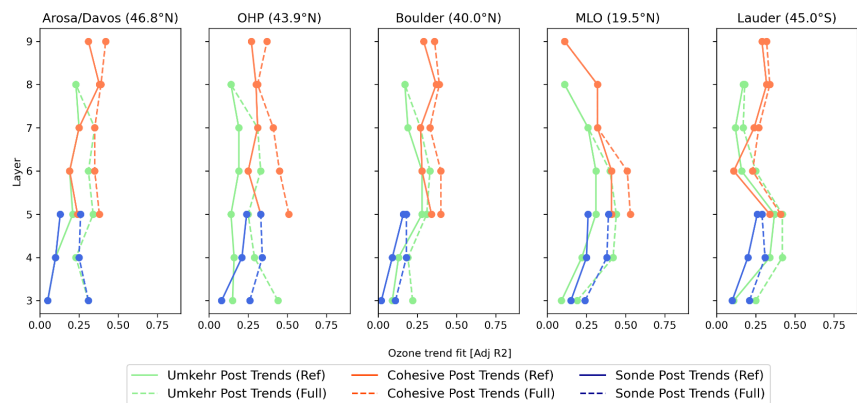 Arosa/Davos (46.8°N) OHP (43.9°N) Boulder (40.0°N) MLO (19.5°N) Lauder (45.0°S)
9
8
7
6
5
4
3
Layer
0.00 0.25 0.50 0.75 0.00 0.25 0.50 0.75 0.00 0.25 0.50 0.75 0.00 0.25 0.50 0.75 0.00 0.25 0.50 0.75
Ozone trend fit [Adj R2]
Umkehr Post Trends (Ref) Cohesive Post Trends (Ref) Sonde Post Trends (Ref)
Umkehr Post Trends (Full) Cohesive Post Trends (Full) Sonde Post Trends (Full)